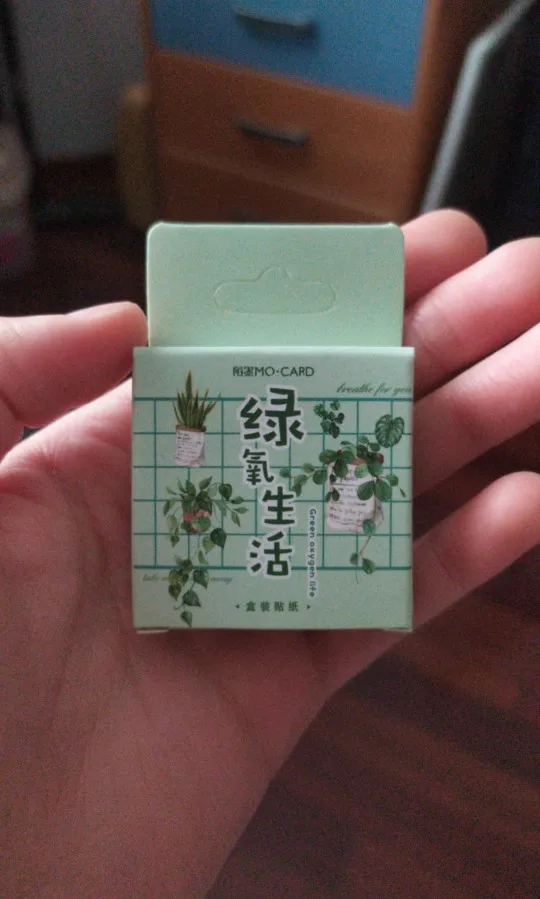 陌墨MO·CARD
breathe for you
绿氧生活
Green oxygen life
盒装贴纸